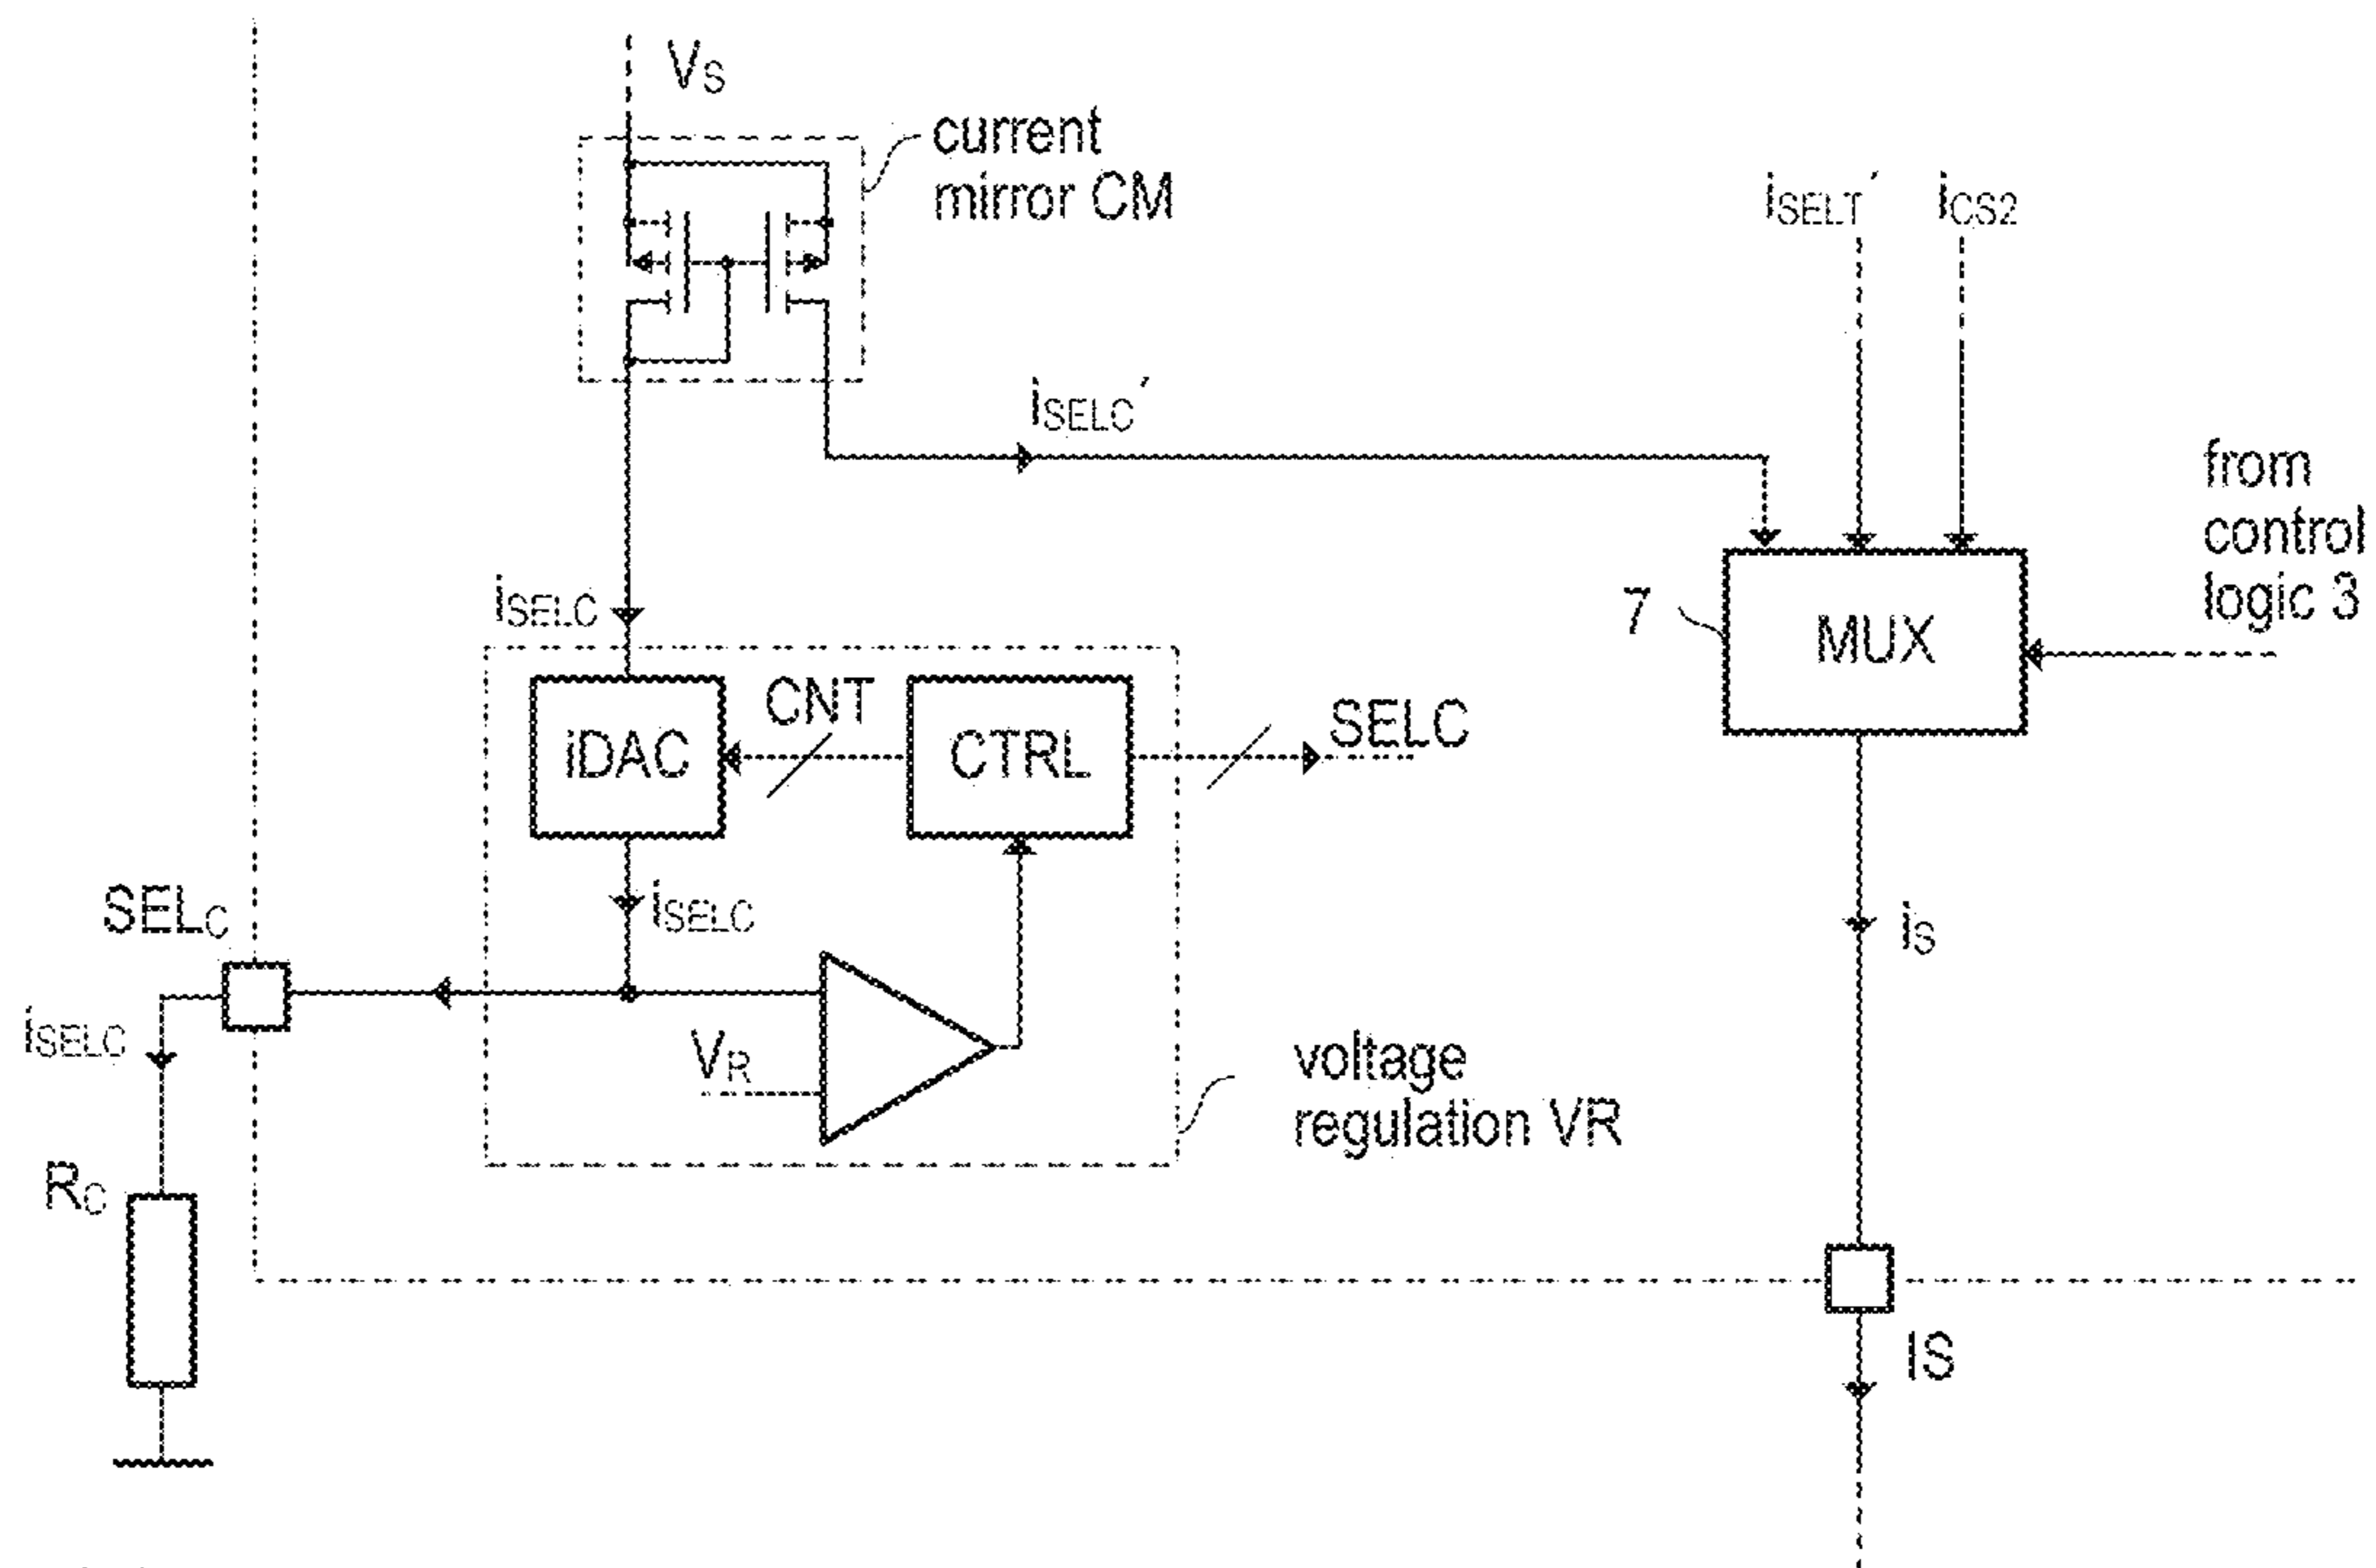 VS
current
mirror CM
iSELT′
iCS2
iSELC′
from
control
logic 3
iSELC
7
MUX
CNT
iDAC
CTRL
SELC
SELC
iSELC
iS
iSELC
VR
voltage
regulation VR
RC
IS